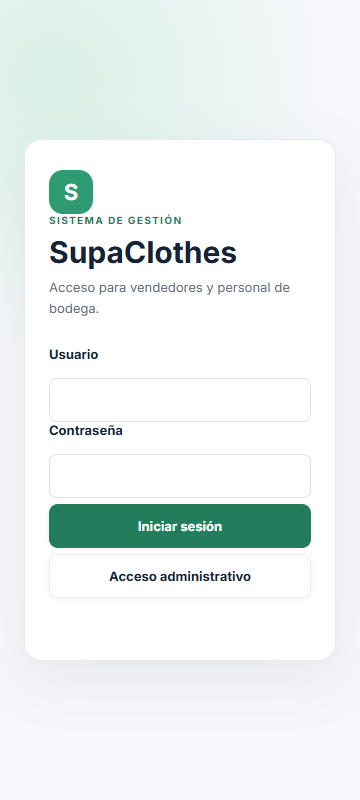 S
SISTEMA DE GESTIÓN
SupaClothes
Acceso para vendedores y personal de
bodega.
Usuario
Contraseña
Iniciar sesión
Acceso administrativo